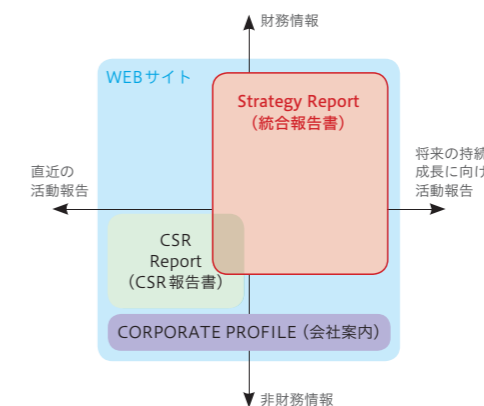 財務情報
WEBサイト
Strategy Report
（統合報告書）
直近の
活動報告
将来の持続
成長に向け
活動報告
CSR
Report
（CSR報告書）
CORPORATE PROFILE（会社案内）
非財務情報